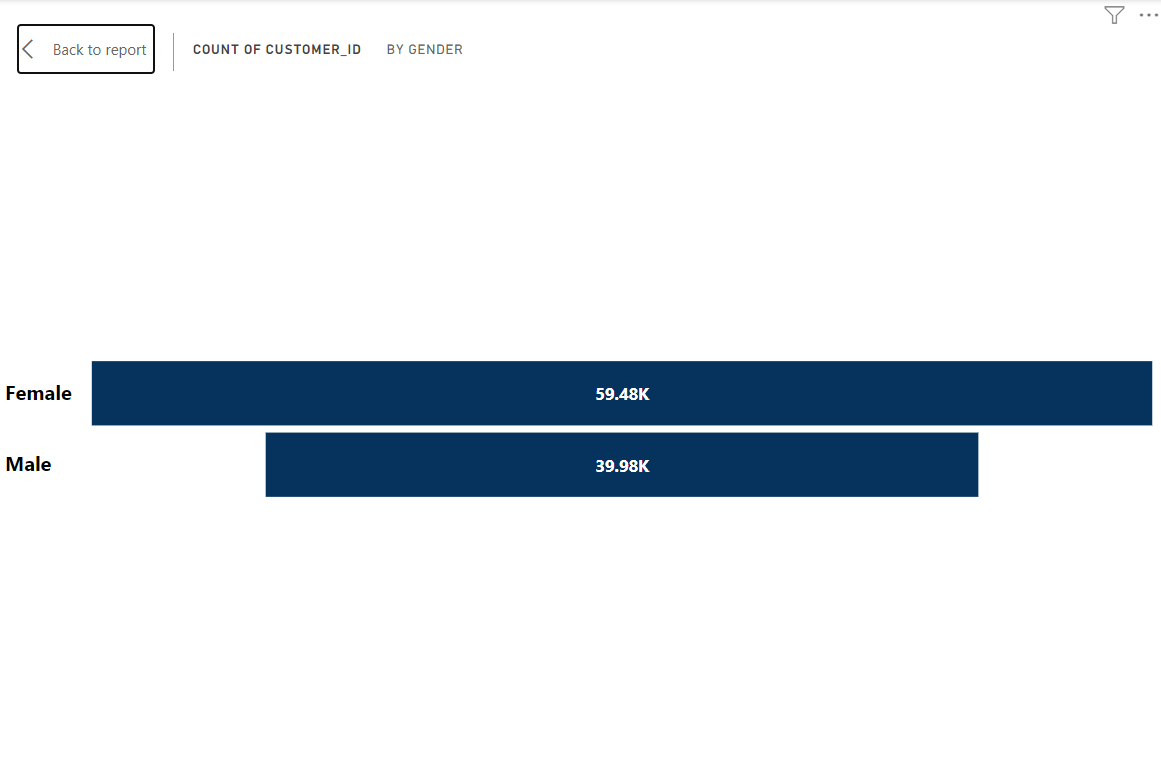 Back to report
COUNT OF CUSTOMER_ID BY GENDER
Female 59.48K
Male 39.98K